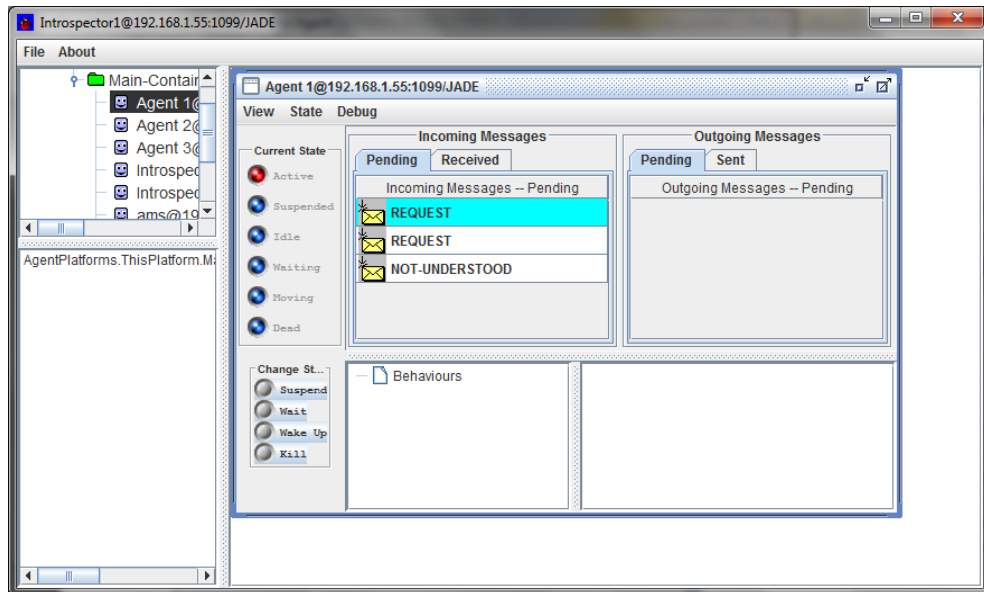 Introspector1@192.168.1.55:1099/JADE
File About
Main-Contair
Agent 1@
Agent 2@
Agent 3@
Introspec
Introspec
ams@19
AgentPlatforms.ThisPlatform.Ma
Agent 1@192.168.1.55:1099/JADE
View State Debug
Current State
Active
Suspended
Idle
Waiting
Moving
Dead
Incoming Messages
Pending Received
Incoming Messages -- Pending
REQUEST
REQUEST
NOT-UNDERSTOOD
Outgoing Messages
Pending Sent
Outgoing Messages -- Pending
Change St...
Suspend
Wait
Wake Up
Kill
Behaviours